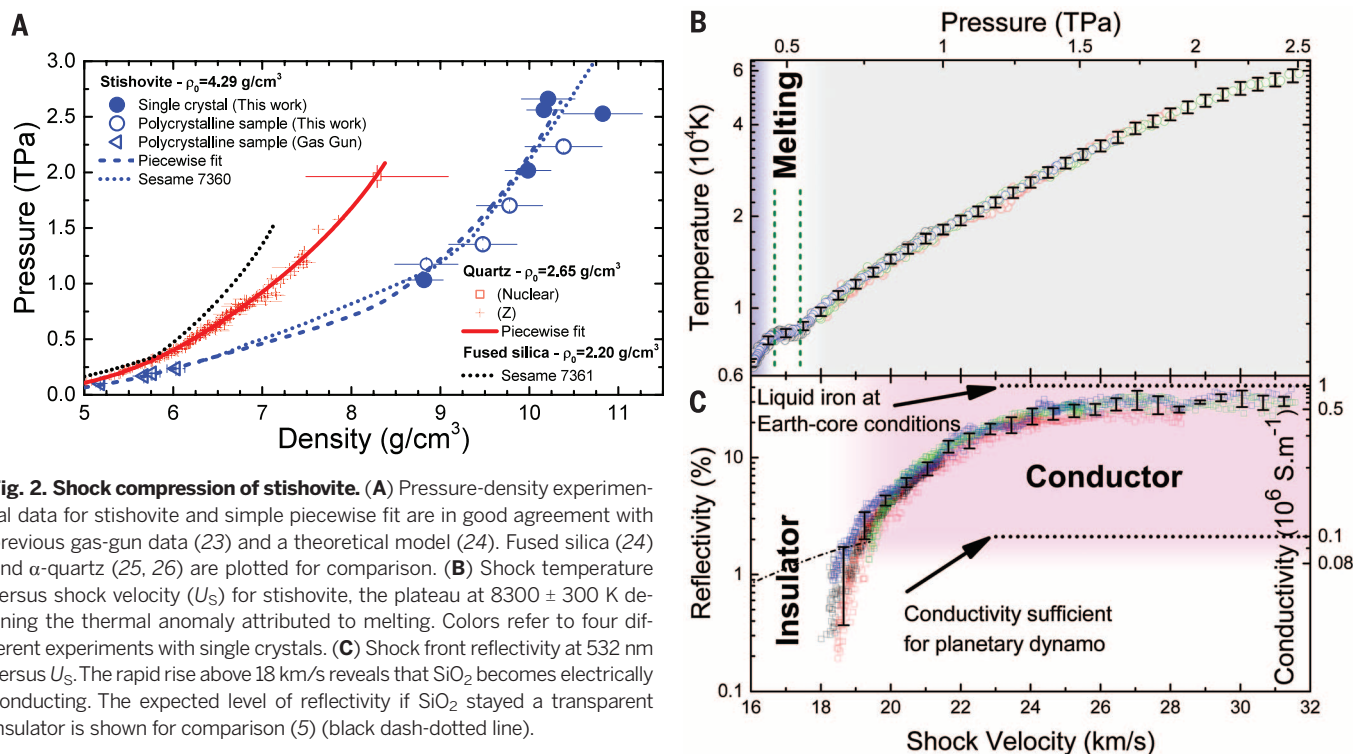 A
Pressure (TPa)
3.0
2.5
2.0
1.5
1.0
0.5
0.0
Stishovite - ρ₀=4.29 g/cm³
Single crystal (This work)
Polycrystalline sample (This work)
Polycrystalline sample (Gas Gun)
Piecewise fit
Sesame 7360
Quartz - ρ₀=2.65 g/cm³
(Nuclear)
(Z)
Piecewise fit
Fused silica - ρ₀=2.20 g/cm³
Sesame 7361
5 6 7 8 9 10 11
Density (g/cm³)
ig. 2. Shock compression of stishovite. (A) Pressure-density experimen-
al data for stishovite and simple piecewise fit are in good agreement with
revious gas-gun data (23) and a theoretical model (24). Fused silica (24)
nd α-quartz (25, 26) are plotted for comparison. (B) Shock temperature
ersus shock velocity (U_S) for stishovite, the plateau at 8300 ± 300 K de-
ning the thermal anomaly attributed to melting. Colors refer to four dif-
erent experiments with single crystals. (C) Shock front reflectivity at 532 nm
ersus U_S. The rapid rise above 18 km/s reveals that SiO₂ becomes electrically
onducting. The expected level of reflectivity if SiO₂ stayed a transparent
nsulator is shown for comparison (5) (black dash-dotted line).
B
Pressure (TPa)
0.5 1 1.5 2 2.5
Temperature (10⁴K)
6
4
2
1
0.6
Melting
C
Reflectivity (%)
10
1
0.1
Liquid iron at
Earth-core conditions
Conductor
Insulator
Conductivity sufficient
for planetary dynamo
Conductivity (10⁶ S.m⁻¹)
1
0.5
0.1
0.08
16 18 20 22 24 26 28 30 32
Shock Velocity (km/s)